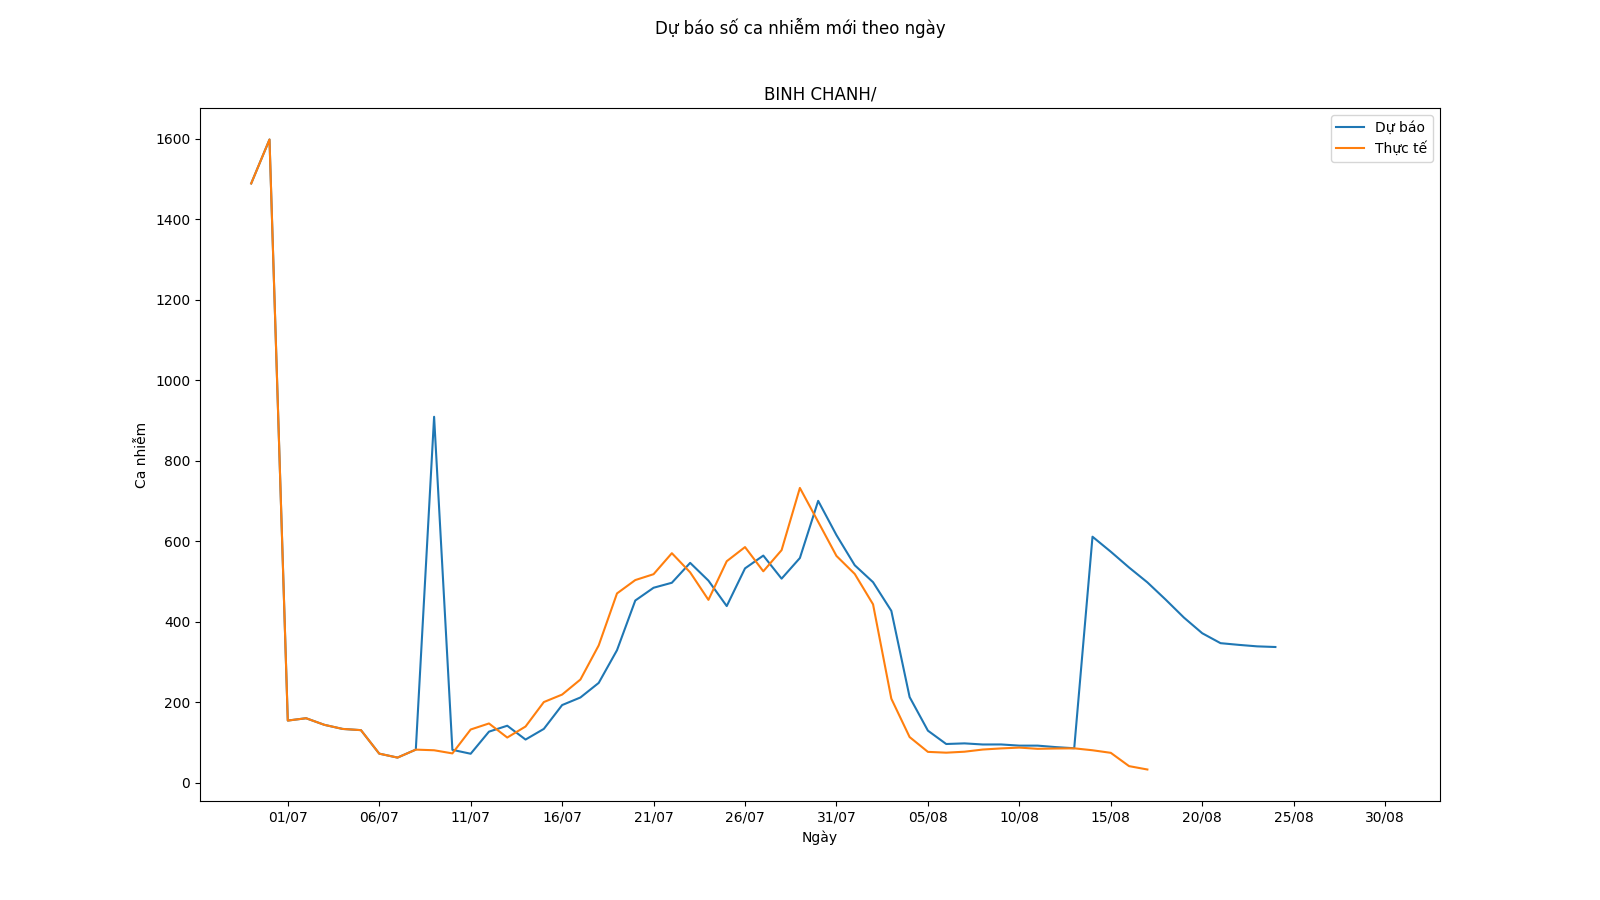 Dự báo số ca nhiễm mới theo ngày
BINH CHANH/
Dự báo
Thực tế
1600
1400
1200
1000
800
600
400
200
0
Ca nhiễm
01/07 06/07 11/07 16/07 21/07 26/07 31/07 05/08 10/08 15/08 20/08 25/08 30/08
Ngày